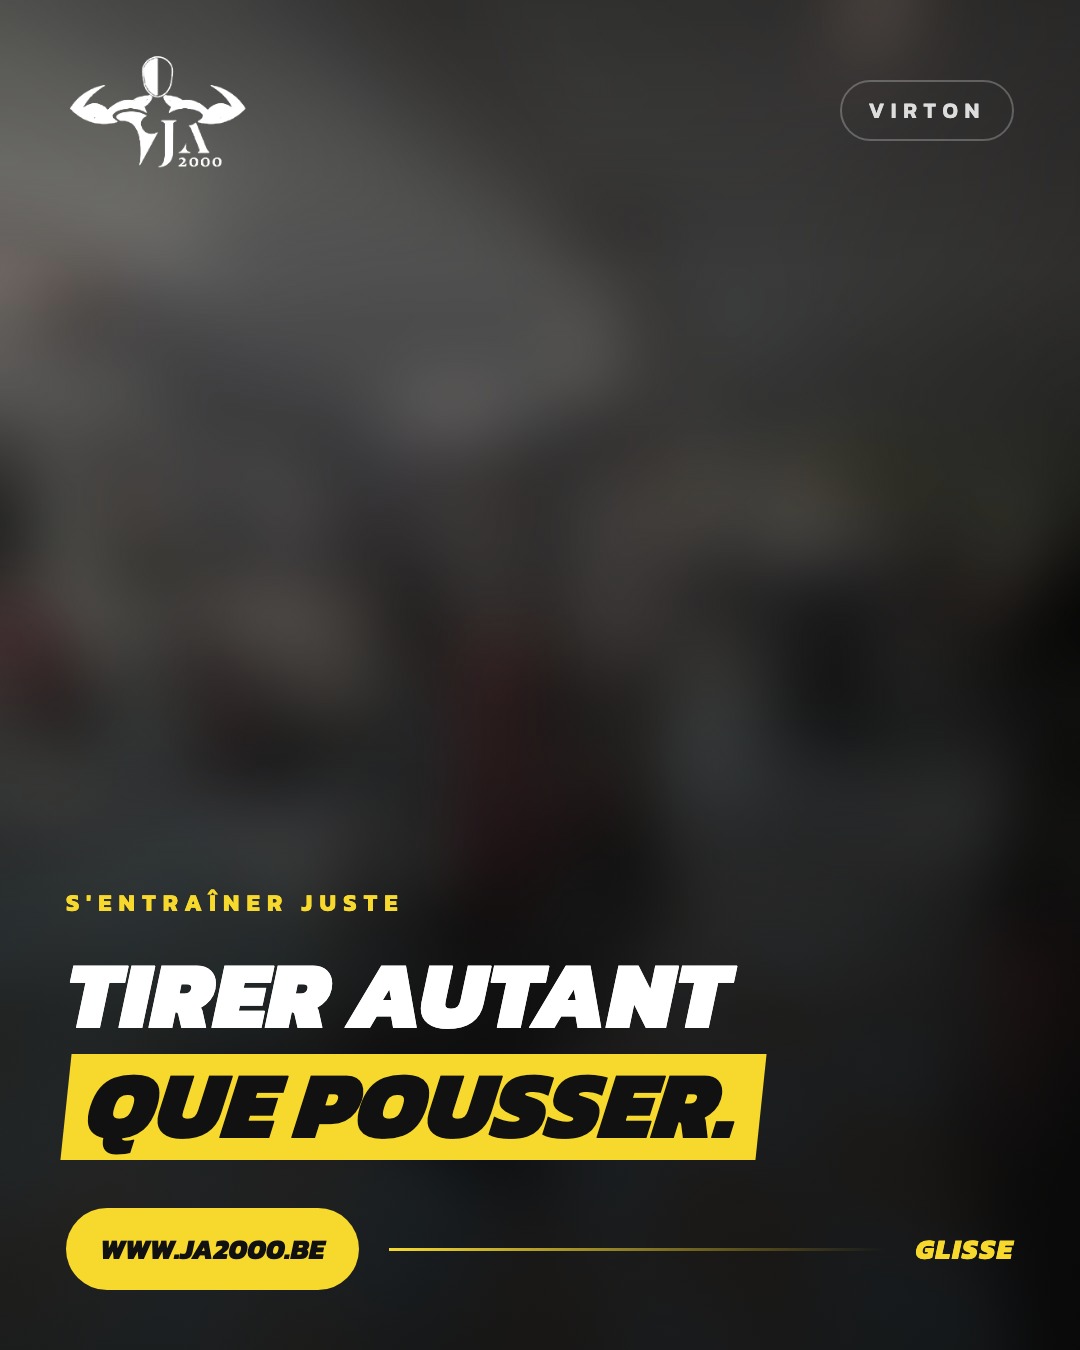 JA
2000
VIRTON
S'ENTRAÎNER JUSTE
TIRER AUTANT
QUE POUSSER.
WWW.JA2000.BE
GLISSE